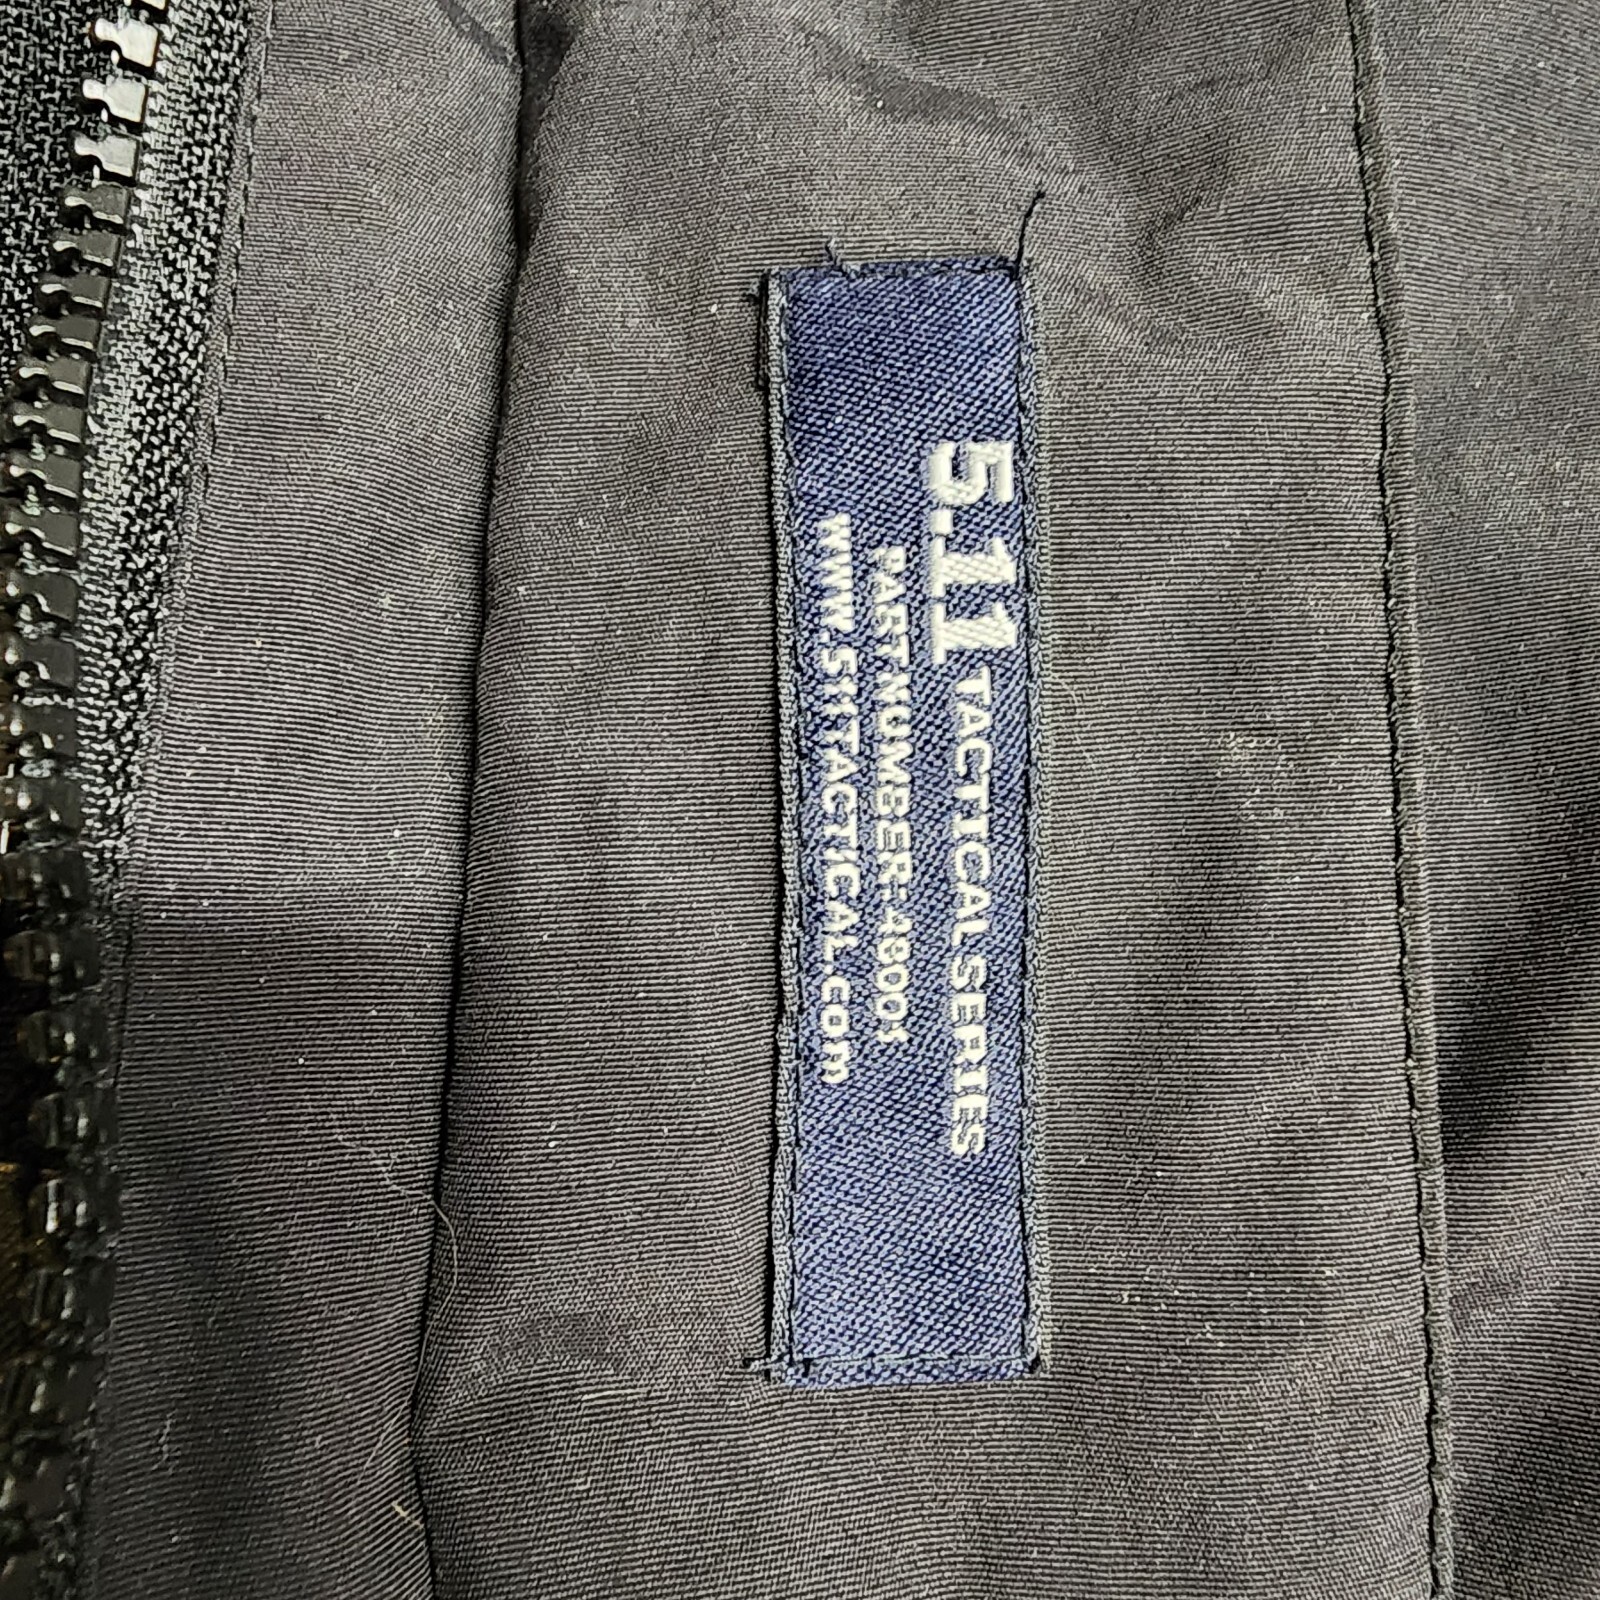 5.11 TACTICAL SERIES
PART NUMBER: 48001
WWW.511TACTICAL.COM